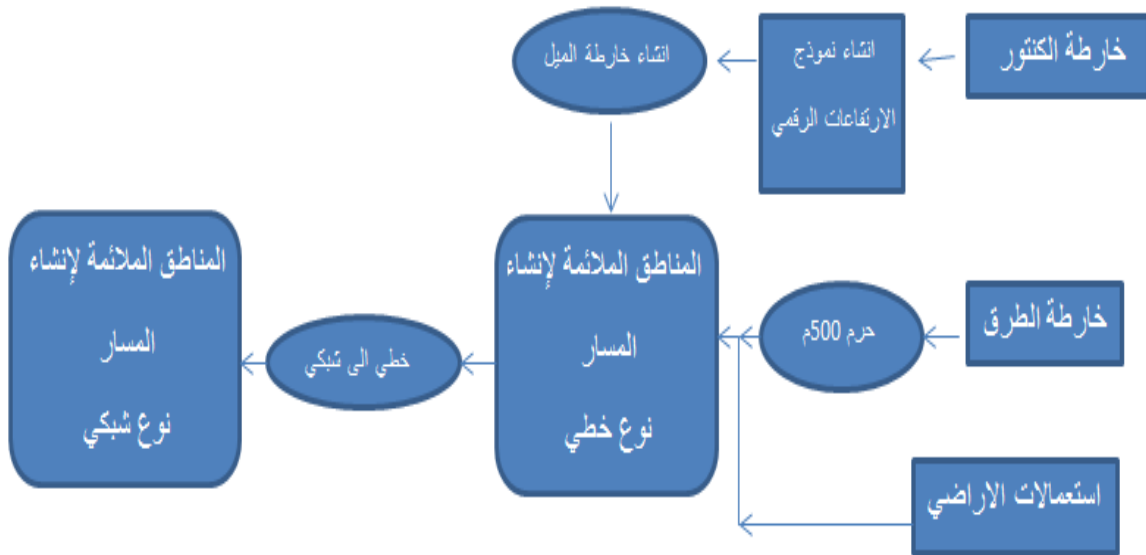 خارطة الكنتور
انشاء نموذج
الارتفاعات الرقمي
انشاء خارطة الميل
خارطة الطرق
حرم 500م
استعمالات الاراضي
المناطق الملائمة لإنشاء
المسار
نوع خطي
خطي الى شبكي
المناطق الملائمة لإنشاء
المسار
نوع شبكي